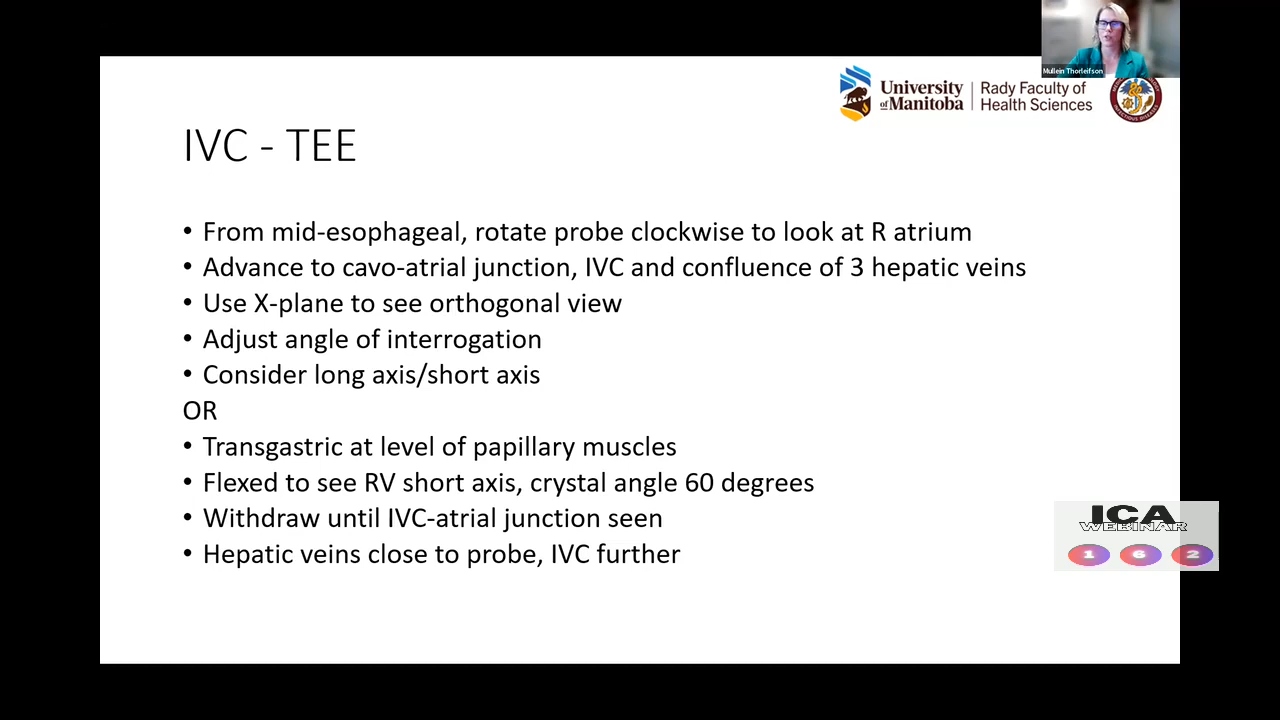 Mullein Thorleifson
University
of Manitoba
Rady Faculty of
Health Sciences
IVC - TEE
• From mid-esophageal, rotate probe clockwise to look at R atrium
• Advance to cavo-atrial junction, IVC and confluence of 3 hepatic veins
• Use X-plane to see orthogonal view
• Adjust angle of interrogation
• Consider long axis/short axis
OR
• Transgastric at level of papillary muscles
• Flexed to see RV short axis, crystal angle 60 degrees
• Withdraw until IVC-atrial junction seen
• Hepatic veins close to probe, IVC further
ICA
WEBINAR
1 6 2